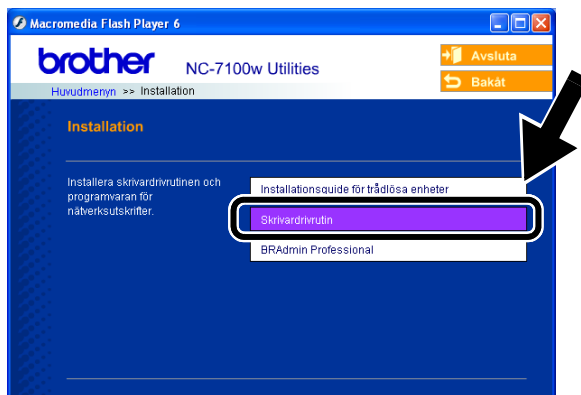 Macromedia Flash Player 6
brother
NC-7100w Utilities
Avsluta
Bakåt
Huvudmenyn >> Installation
Installation
Installera skrivardrivrutinen och
programvaran för
nätverksutskrifter.
Installationsguide för trådlösa enheter
Skrivardrivrutin
BRAdmin Professional